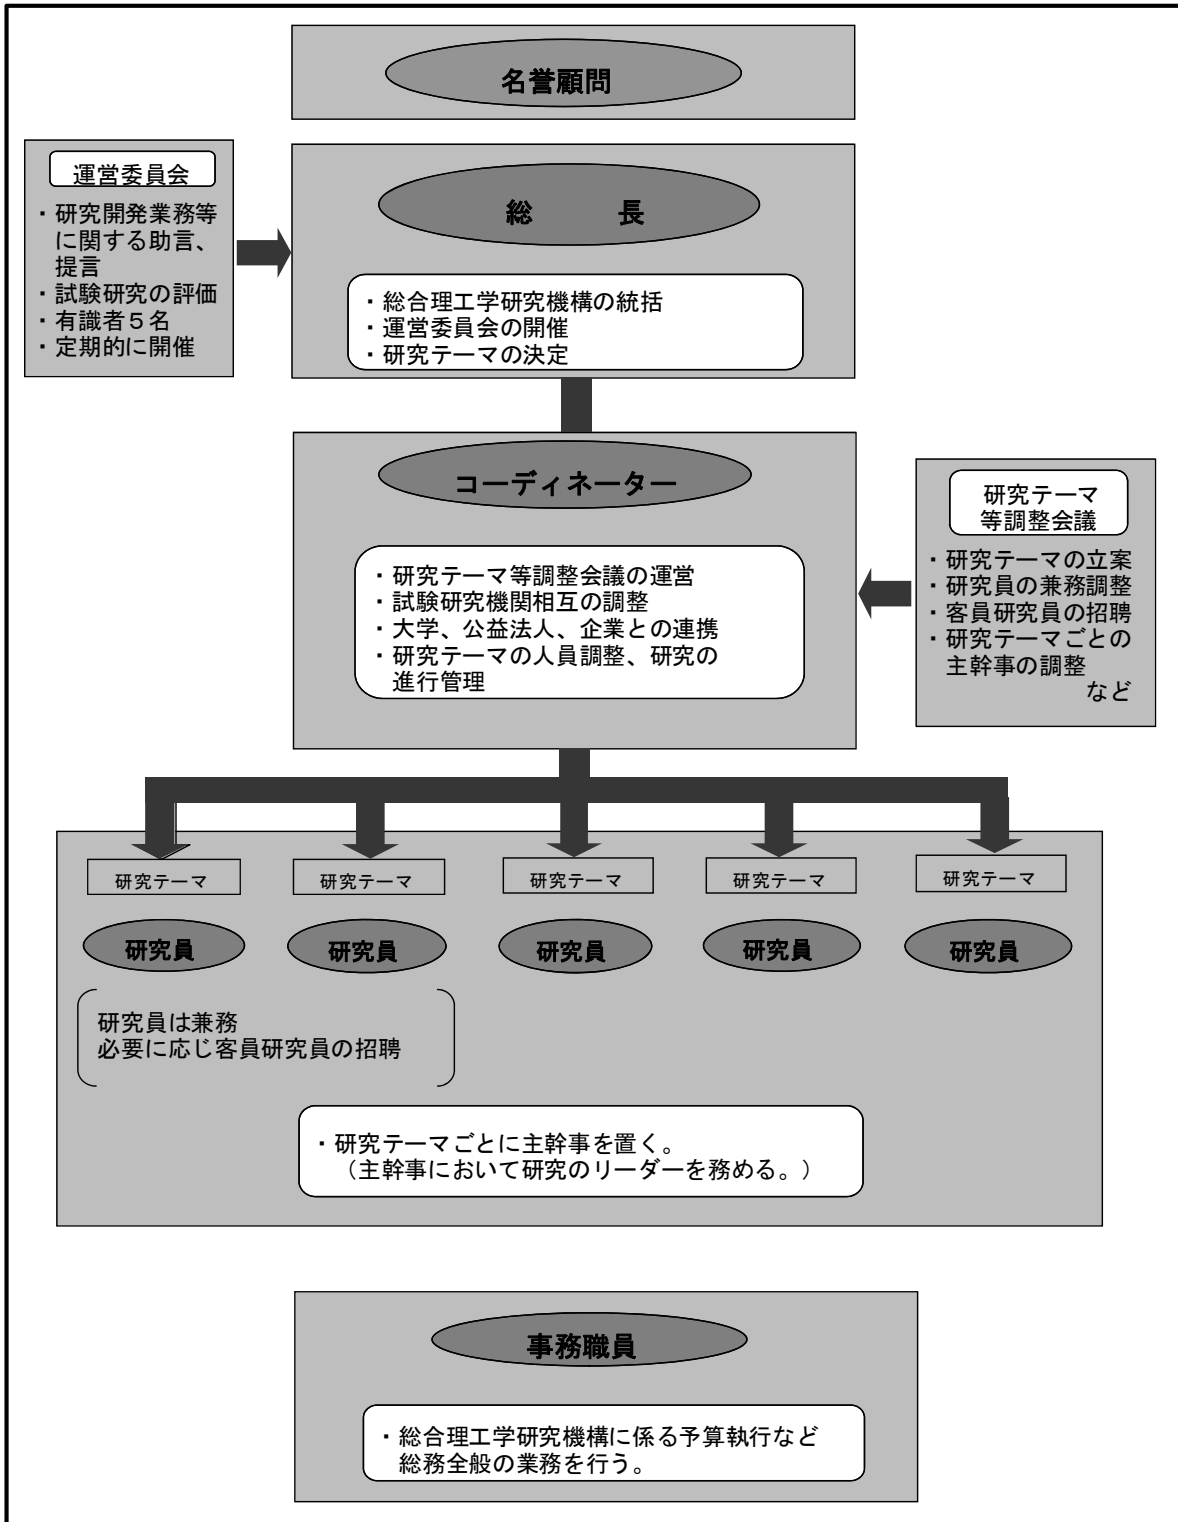 名誉顧問
運営委員会
・研究開発業務等
に関する助言、
提言
・試験研究の評価
・有識者５名
・定期的に開催
総　　　長
・総合理工学研究機構の統括
・運営委員会の開催
・研究テーマの決定
コーディネーター
・研究テーマ等調整会議の運営
・試験研究機関相互の調整
・大学、公益法人、企業との連携
・研究テーマの人員調整、研究の
進行管理
研究テーマ
等調整会議
・研究テーマの立案
・研究員の兼務調整
・客員研究員の招聘
・研究テーマごとの
主幹事の調整
など
研究テーマ
研究テーマ
研究テーマ
研究テーマ
研究テーマ
研究員
研究員
研究員
研究員
研究員
研究員は兼務
必要に応じ客員研究員の招聘
・研究テーマごとに主幹事を置く。
（主幹事において研究のリーダーを務める。）
事務職員
・総合理工学研究機構に係る予算執行など
総務全般の業務を行う。